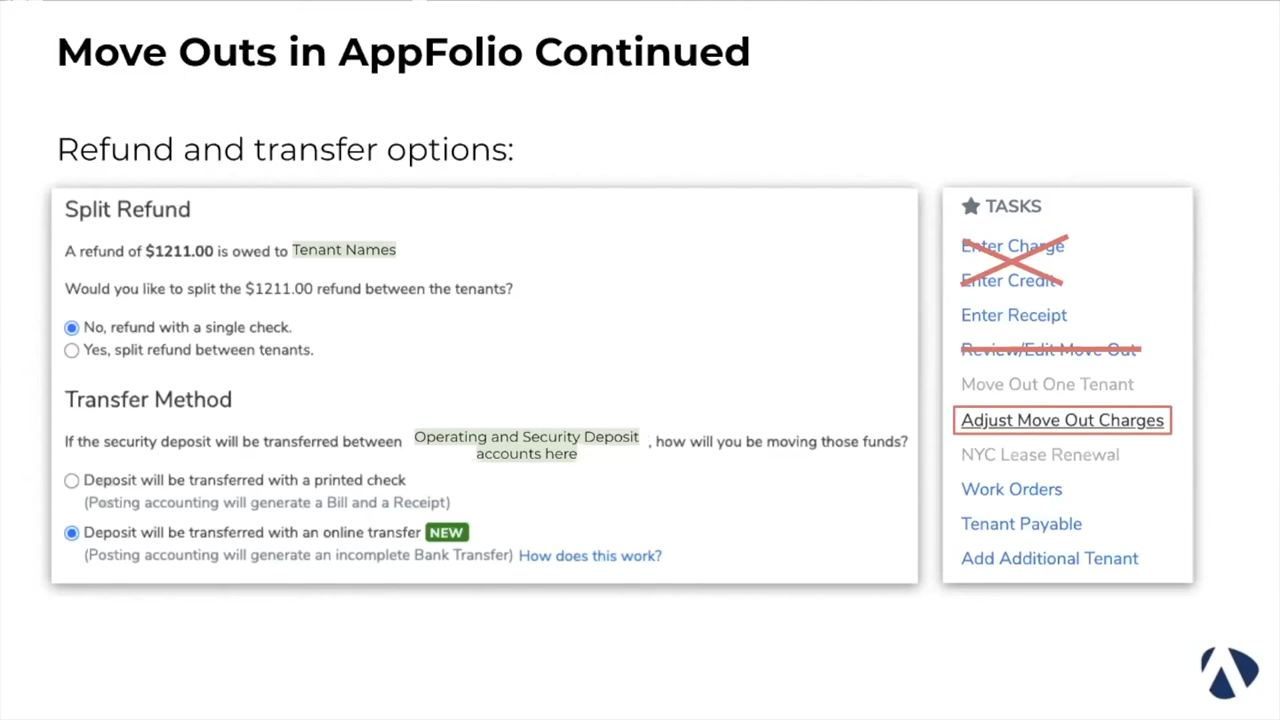 Move Outs in AppFolio Continued
Refund and transfer options:
Split Refund
A refund of $1211.00 is owed to Tenant Names
Would you like to split the $1211.00 refund between the tenants?
No, refund with a single check.
Yes, split refund between tenants.
Transfer Method
If the security deposit will be transferred between Operating and Security Deposit accounts here , how will you be moving those funds?
Deposit will be transferred with a printed check
(Posting accounting will generate a Bill and a Receipt)
Deposit will be transferred with an online transfer NEW
(Posting accounting will generate an incomplete Bank Transfer) How does this work?
TASKS
Enter Charge
Enter Credit
Enter Receipt
Review/Edit Move Out
Move Out One Tenant
Adjust Move Out Charges
NYC Lease Renewal
Work Orders
Tenant Payable
Add Additional Tenant